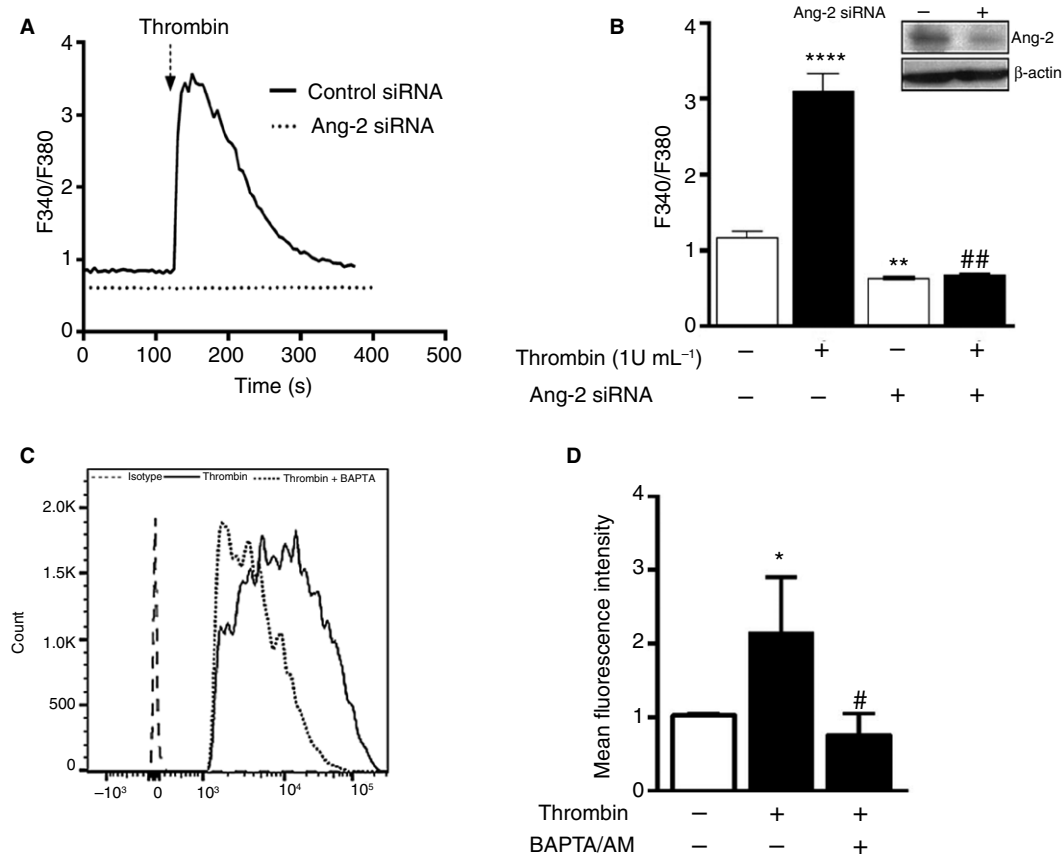 A
Thrombin
Control siRNA
Ang-2 siRNA
F340/F380
4
3
2
1
0
0 100 200 300 400 500
Time (s)
B
Ang-2 siRNA – +
Ang-2
β-actin
F340/F380
4
3
2
1
0
****
**
##
Thrombin (1U mL⁻¹) – + – +
Ang-2 siRNA – – + +
C
Isotype Thrombin Thrombin + BAPTA
Count
2.0K
1.5K
1.0K
500
0
–10³ 0 10³ 10⁴ 10⁵
D
Mean fluorescence intensity
4
3
2
1
0
*
#
Thrombin – + +
BAPTA/AM – – +